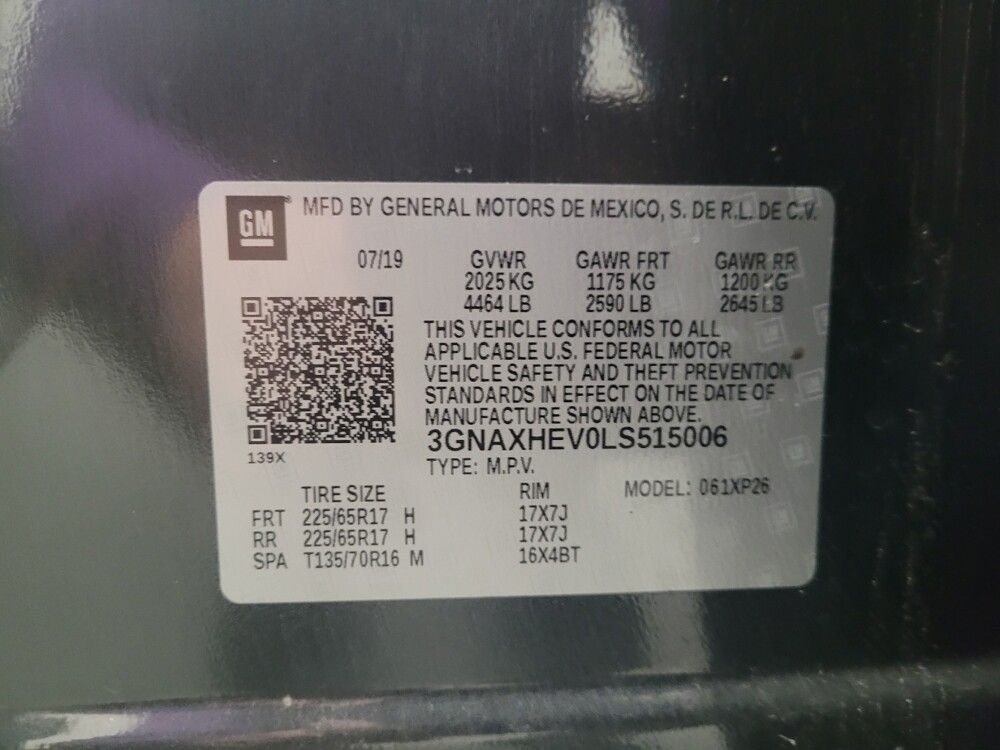 GM
MFD BY GENERAL MOTORS DE MEXICO, S. DE R.L. DE C.V.
07/19 GVWR GAWR FRT GAWR RR
2025 KG 1175 KG 1200 KG
4464 LB 2590 LB 2645 LB
THIS VEHICLE CONFORMS TO ALL
APPLICABLE U.S. FEDERAL MOTOR
VEHICLE SAFETY AND THEFT PREVENTION
STANDARDS IN EFFECT ON THE DATE OF
MANUFACTURE SHOWN ABOVE.
3GNAXHEV0LS515006
139X
TYPE: M.P.V.
TIRE SIZE RIM MODEL: 061XP26
FRT 225/65R17 H 17X7J
RR 225/65R17 H 17X7J
SPA T135/70R16 M 16X4BT